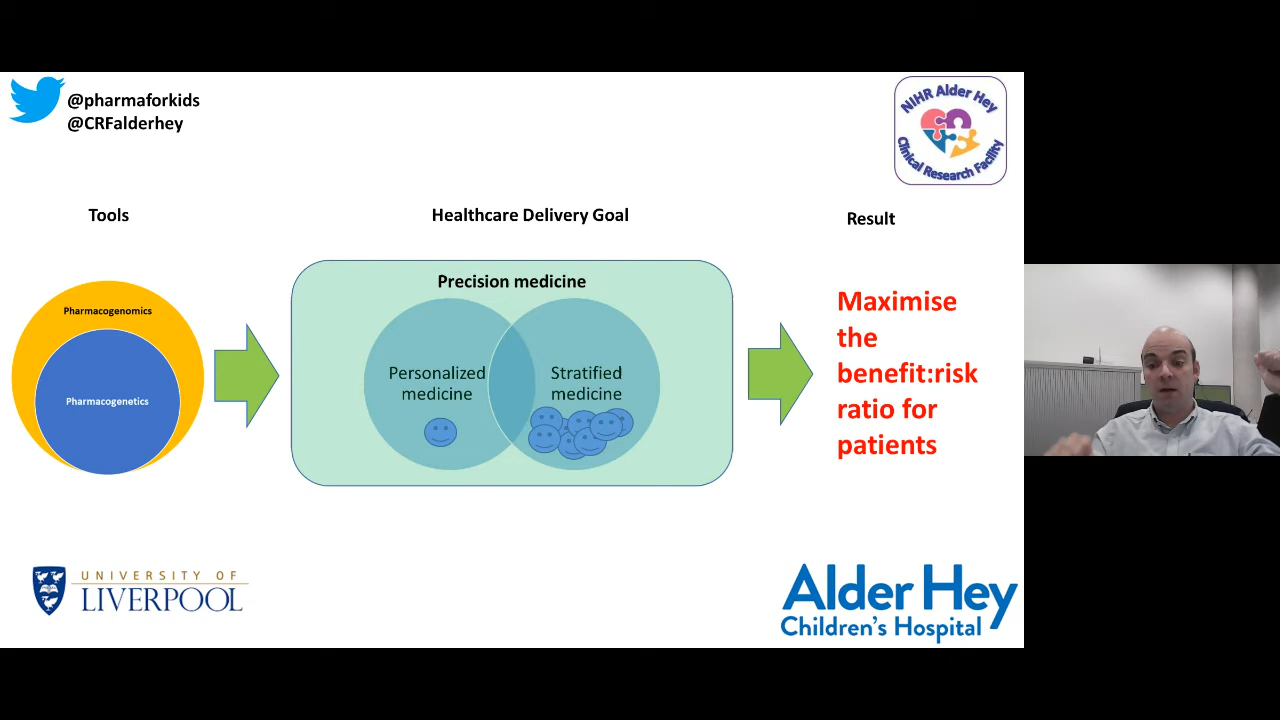 @pharmaforkids
@CRFalderhey
NIHR Alder Hey
Clinical Research Facility
Tools
Healthcare Delivery Goal
Result
Pharmacogenomics
Pharmacogenetics
Precision medicine
Personalized
medicine
Stratified
medicine
Maximise
the
benefit:risk
ratio for
patients
UNIVERSITY OF
LIVERPOOL
Alder Hey
Children's Hospital